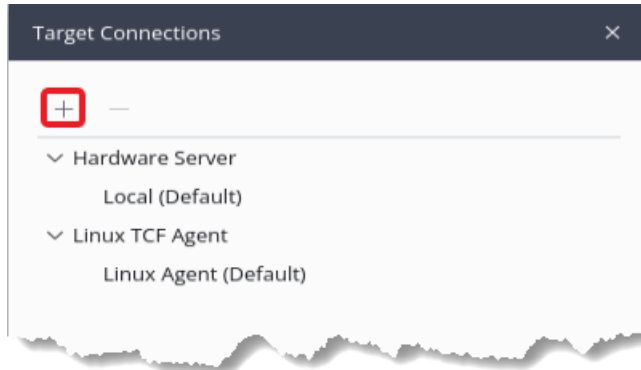 Target Connections
Hardware Server
Local (Default)
Linux TCF Agent
Linux Agent (Default)